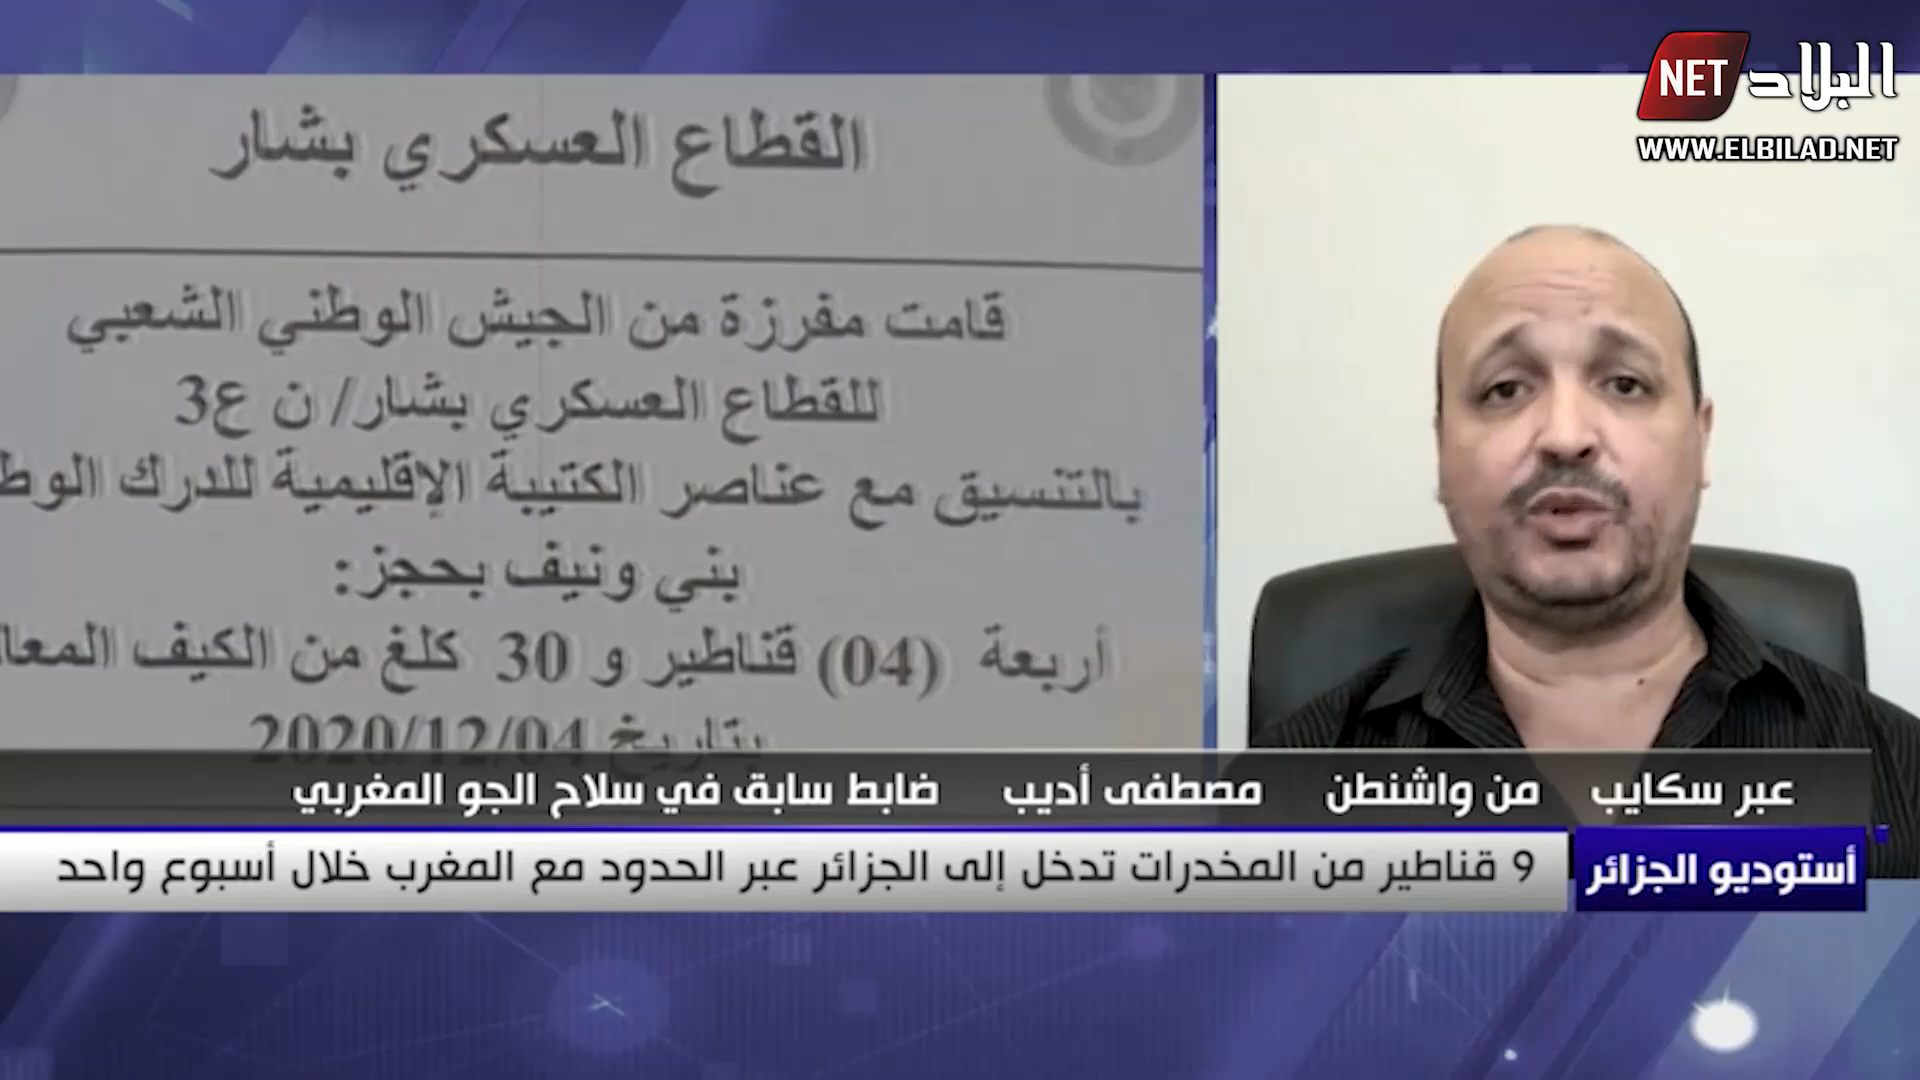 البلاد NET
WWW.ELBILAD.NET
القطاع العسكري بشار
قامت مفرزة من الجيش الوطني الشعبي
للقطاع العسكري بشار/ ن ع3
بالتنسيق مع عناصر الكتيبة الإقليمية للدرك
بني ونيف بحجز:
أربعة (04) قناطير و 30 كلغ من الكيف
بتاريخ 2020/12/04
عبر سكايب من واشنطن مصطفى أديب ضابط سابق في سلاح الجو المغربي
أستوديو الجزائر
9 قناطير من المخدرات تدخل إلى الجزائر عبر الحدود مع المغرب خلال أسبوع واحد